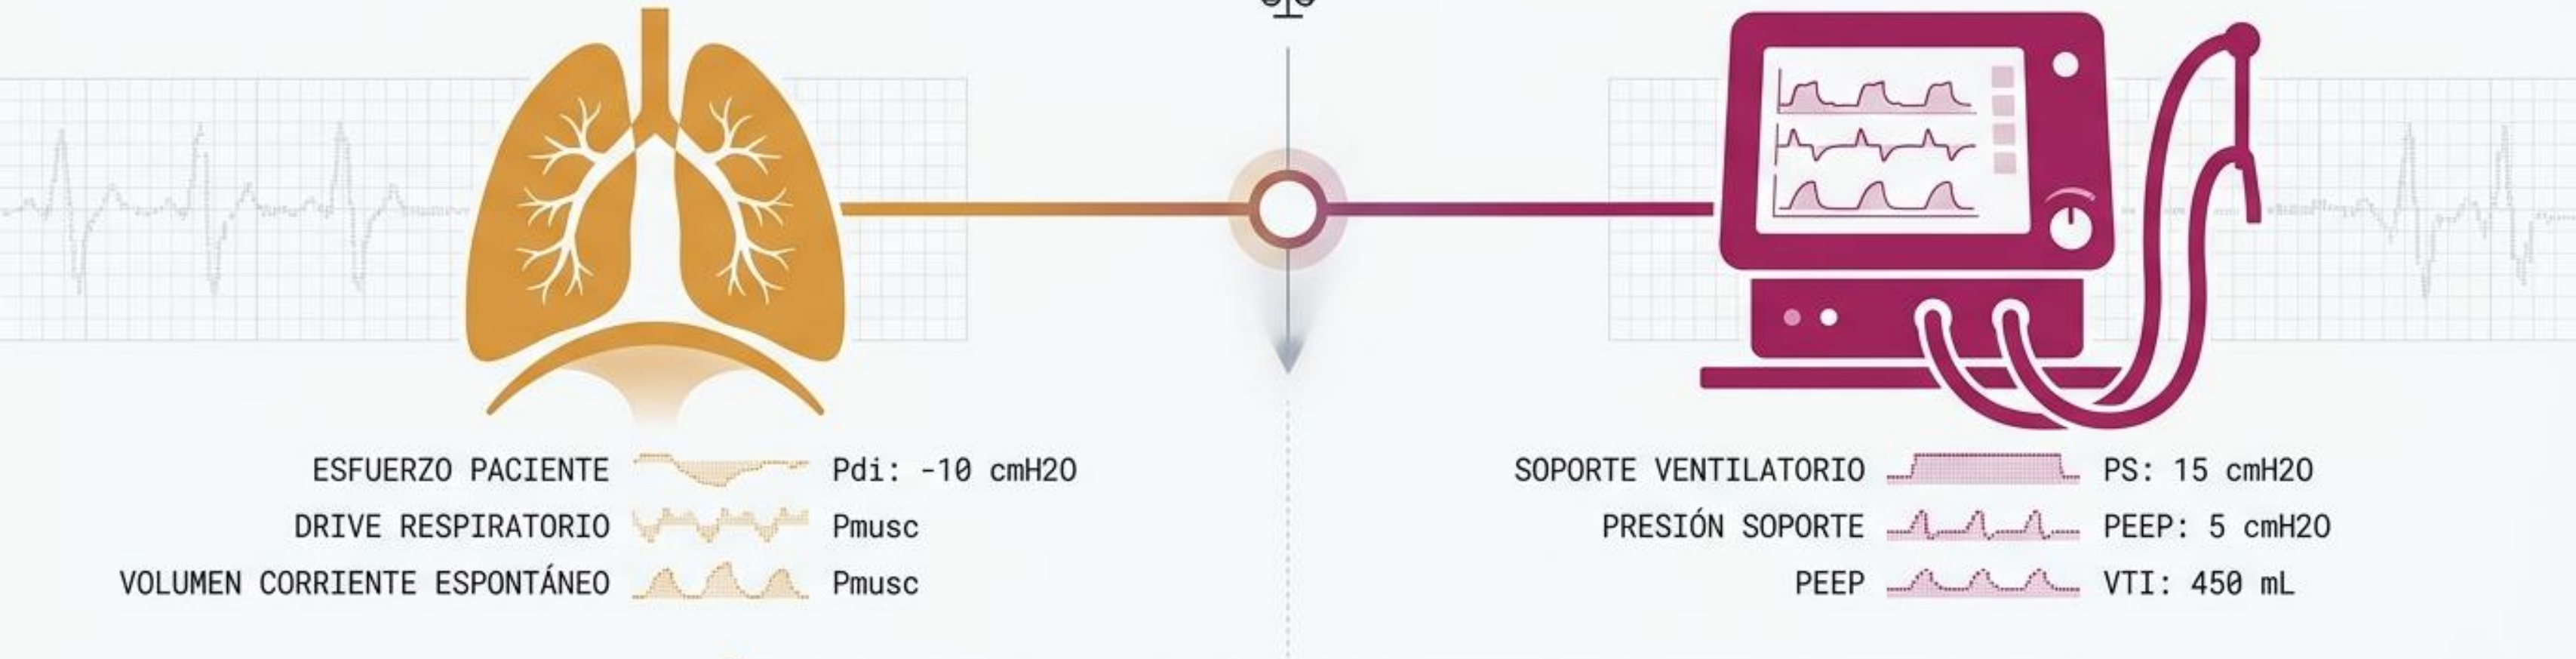 ESFUERZO PACIENTE Pdi: -10 cmH2O
DRIVE RESPIRATORIO Pmusc
VOLUMEN CORRIENTE ESPONTÁNEO Pmusc
SOPORTE VENTILATORIO PS: 15 cmH2O
PRESIÓN SOPORTE PEEP: 5 cmH2O
PEEP VTI: 450 mL